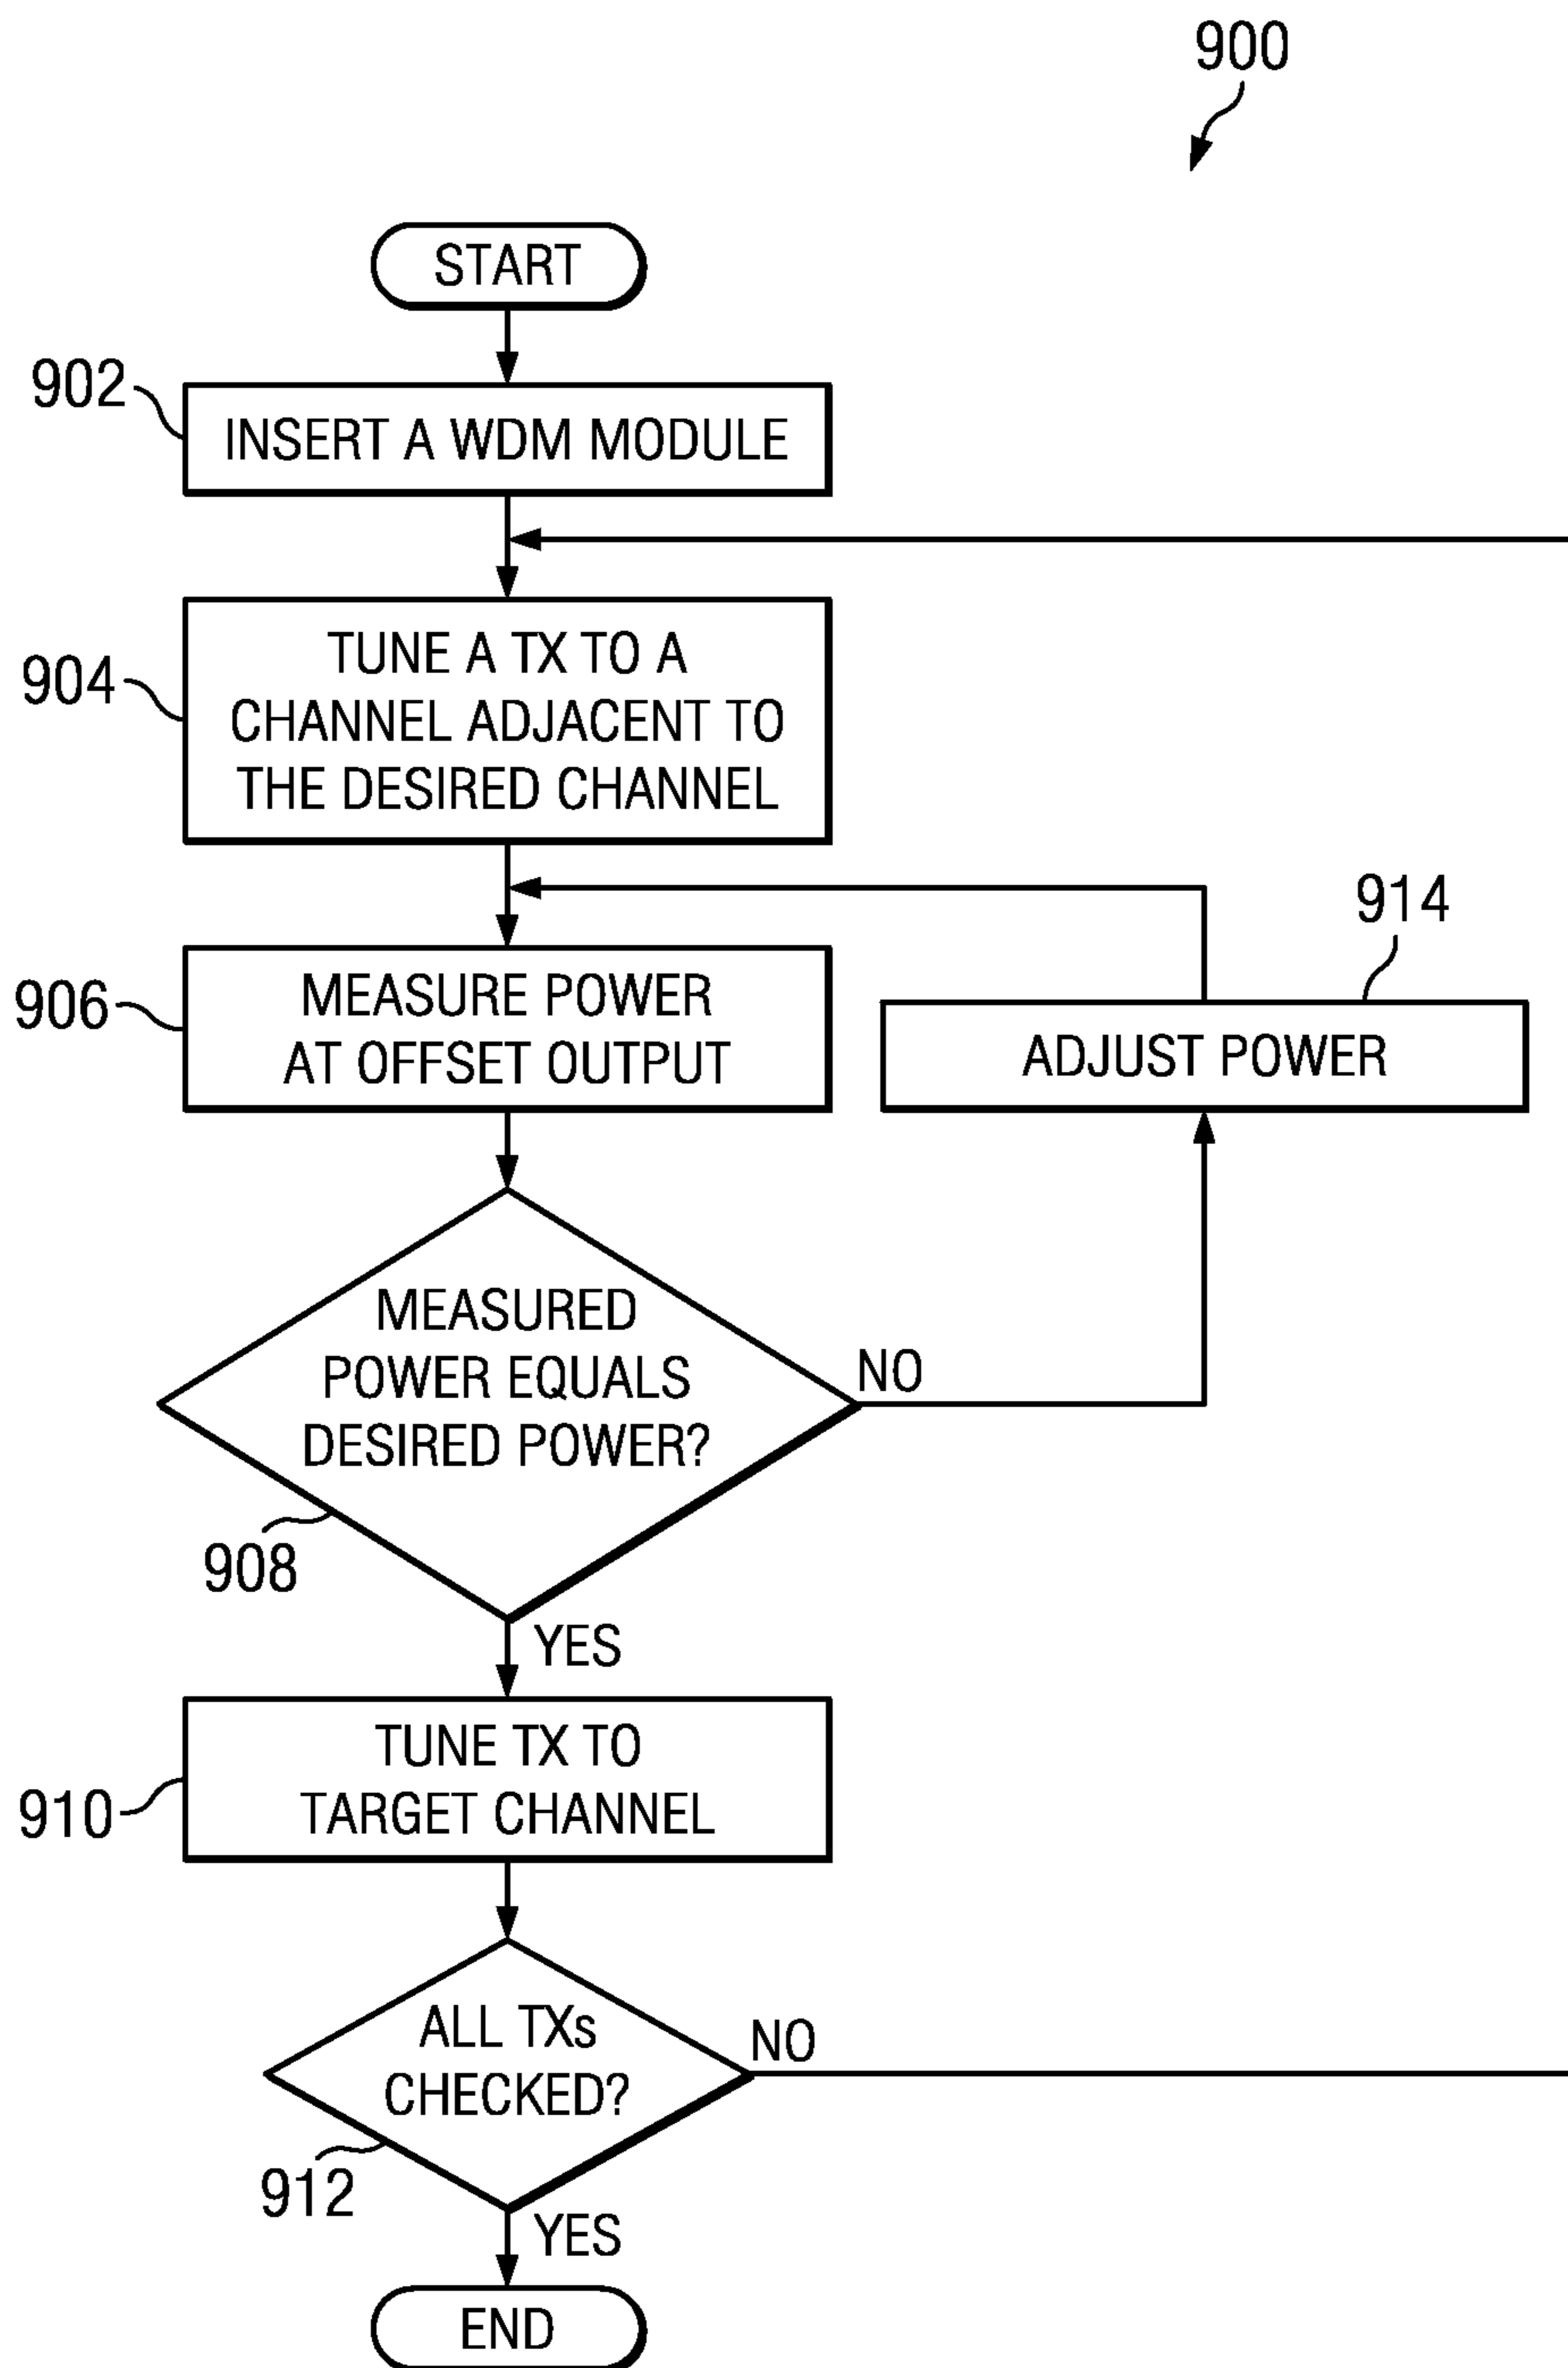 900
START
902
INSERT A WDM MODULE
904
TUNE A TX TO A
CHANNEL ADJACENT TO
THE DESIRED CHANNEL
914
906
MEASURE POWER
AT OFFSET OUTPUT
ADJUST POWER
MEASURED
POWER EQUALS
DESIRED POWER?
NO
908
YES
910
TUNE TX TO
TARGET CHANNEL
ALL TXs
CHECKED?
NO
912
YES
END